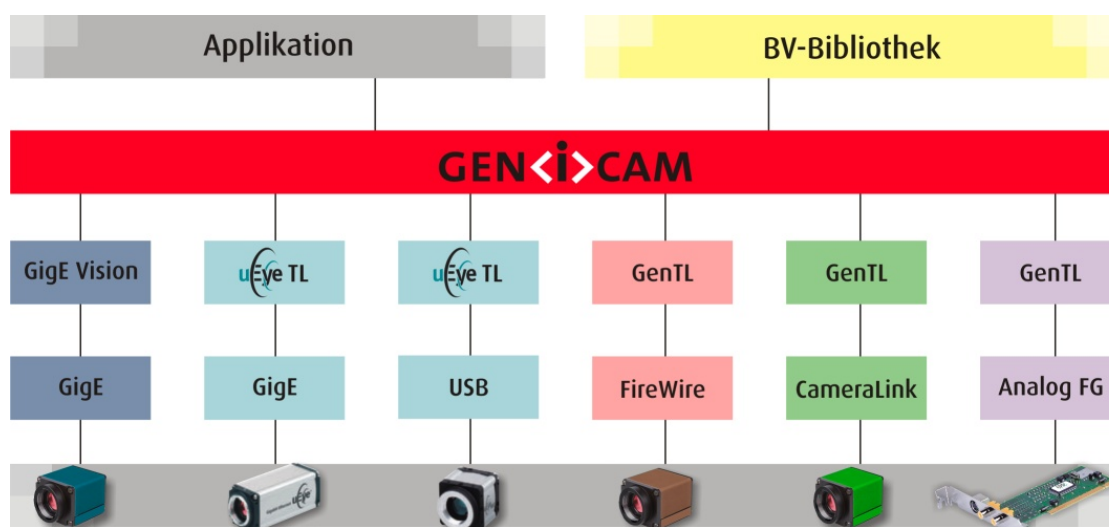 Applikation
BV-Bibliothek
GEN<i>CAM
GigE Vision
uEye TL
uEye TL
GenTL
GenTL
GenTL
GigE
GigE
USB
FireWire
CameraLink
Analog FG